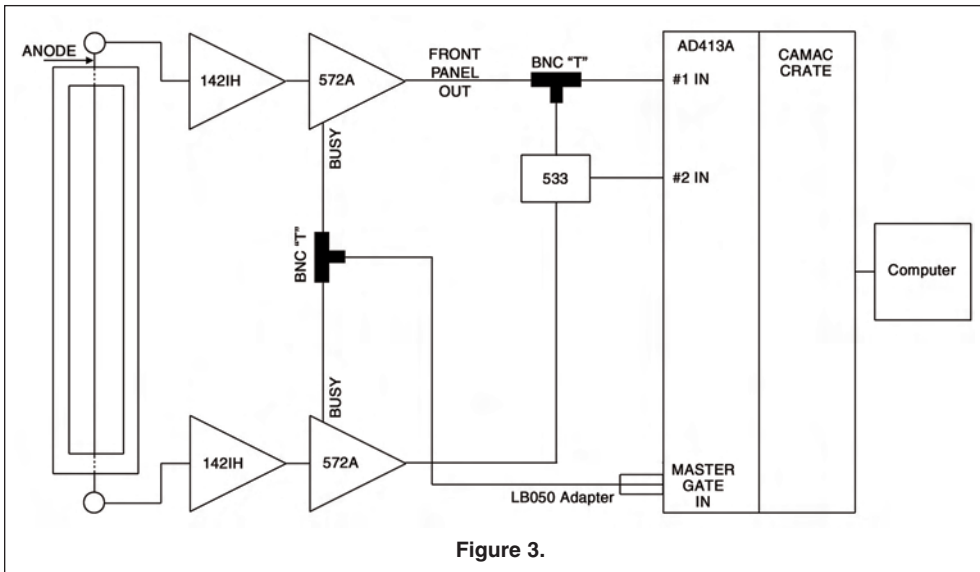 ANODE
142IH
572A
FRONT
PANEL
OUT
BNC "T"
AD413A
#1 IN
CAMAC
CRATE
BUSY
533
#2 IN
BNC "T"
Computer
BUSY
142IH
572A
LB050 Adapter
MASTER
GATE
IN
Figure 3.